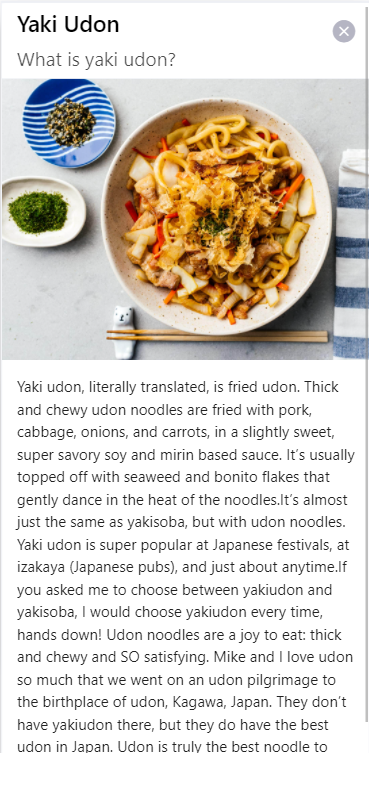 Yaki Udon
What is yaki udon?
Yaki udon, literally translated, is fried udon. Thick
and chewy udon noodles are fried with pork,
cabbage, onions, and carrots, in a slightly sweet,
super savory soy and mirin based sauce. It’s usually
topped off with seaweed and bonito flakes that
gently dance in the heat of the noodles.It’s almost
just the same as yakisoba, but with udon noodles.
Yaki udon is super popular at Japanese festivals, at
izakaya (Japanese pubs), and just about anytime.If
you asked me to choose between yakiudon and
yakisoba, I would choose yakiudon every time,
hands down! Udon noodles are a joy to eat: thick
and chewy and SO satisfying. Mike and I love udon
so much that we went on an udon pilgrimage to
the birthplace of udon, Kagawa, Japan. They don’t
have yakiudon there, but they do have the best
udon in Japan. Udon is truly the best noodle to